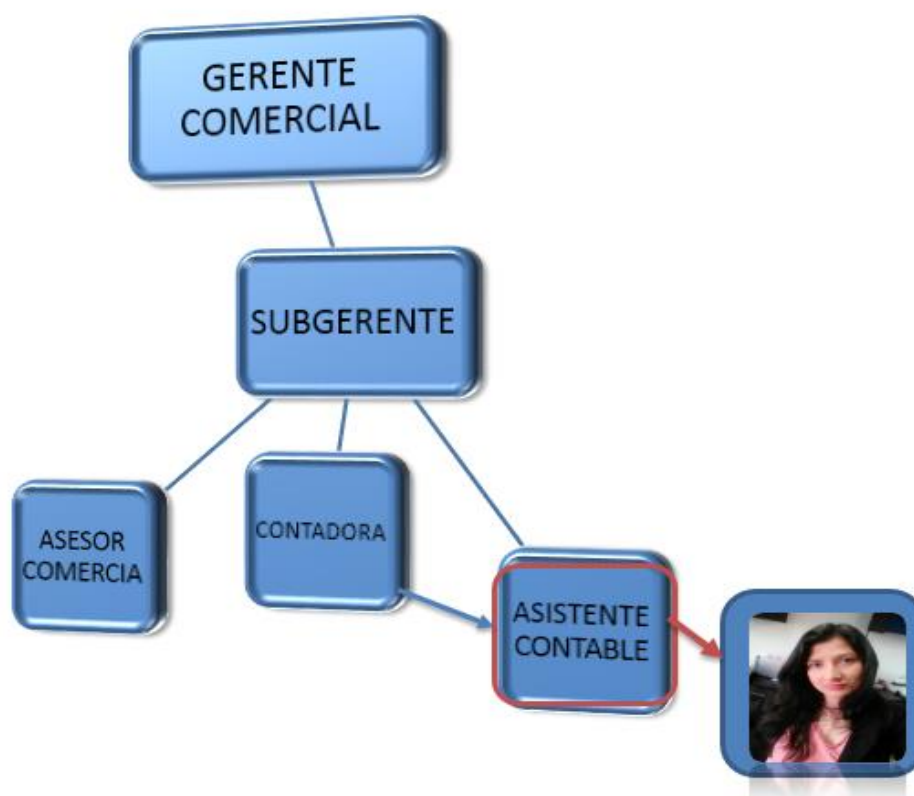 GERENTE
COMERCIAL
SUBGERENTE
ASESOR
COMERCIA
CONTADORA
ASISTENTE
CONTABLE